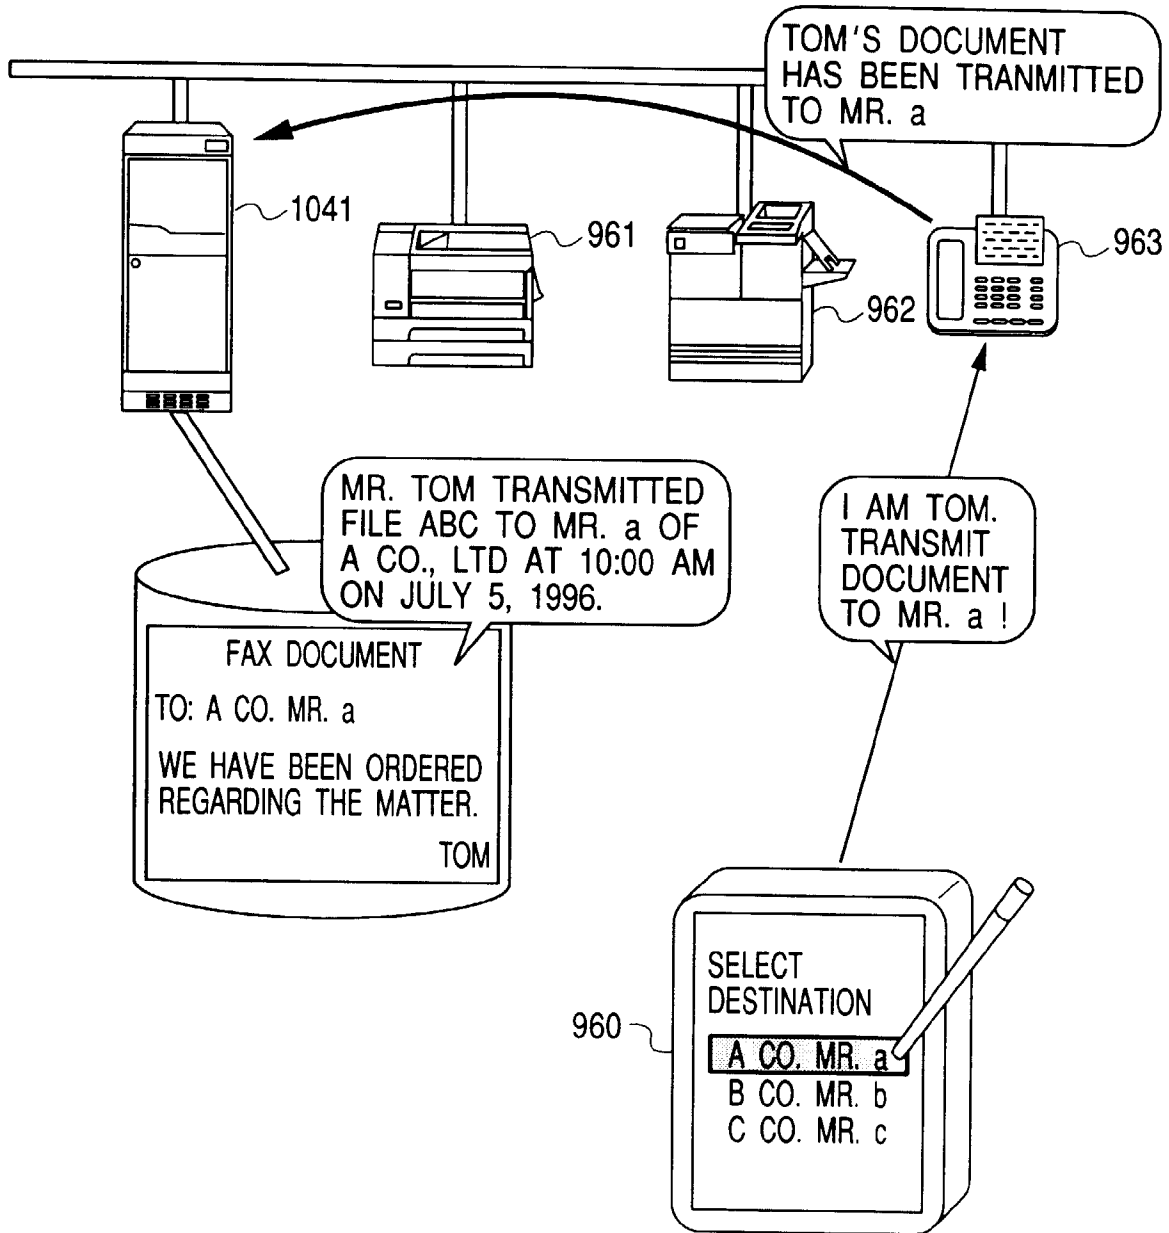 TOM'S DOCUMENT
HAS BEEN TRANMITTED
TO MR. a
1041
961
962
963
MR. TOM TRANSMITTED
FILE ABC TO MR. a OF
A CO., LTD AT 10:00 AM
ON JULY 5, 1996.
I AM TOM.
TRANSMIT
DOCUMENT
TO MR. a !
FAX DOCUMENT
TO: A CO. MR. a
WE HAVE BEEN ORDERED
REGARDING THE MATTER.
TOM
960
SELECT
DESTINATION
A CO. MR. a
B CO. MR. b
C CO. MR. c